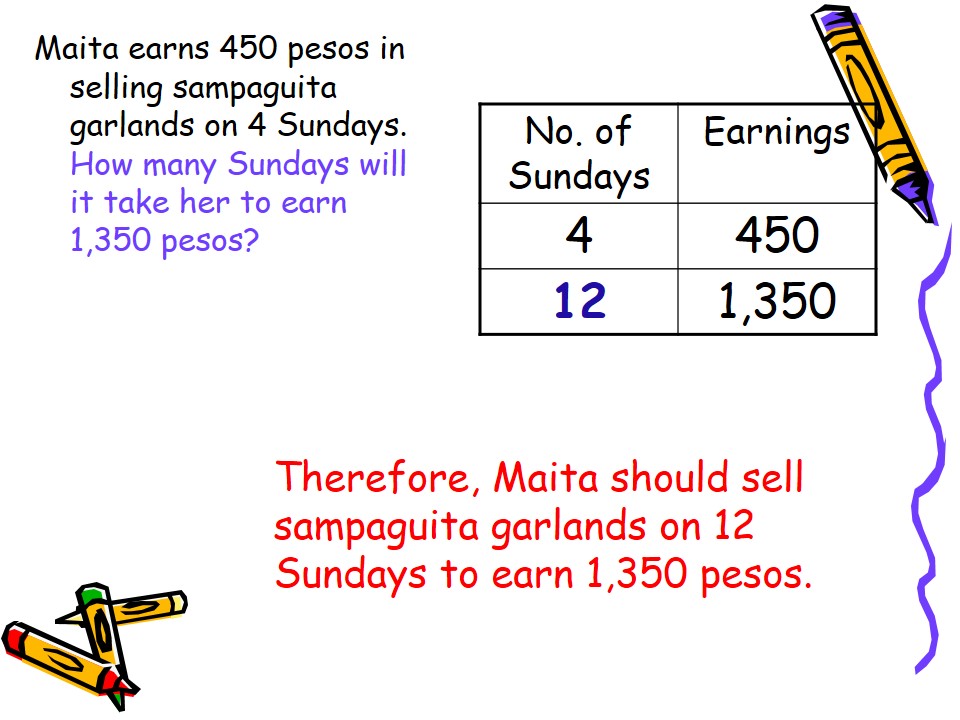 Maita earns 450 pesos in
selling sampaguita
garlands on 4 Sundays.
How many Sundays will
it take her to earn
1,350 pesos?
No. of Earnings
Sundays
4 450
12 1,350
Therefore, Maita should sell
sampaguita garlands on 12
Sundays to earn 1,350 pesos.